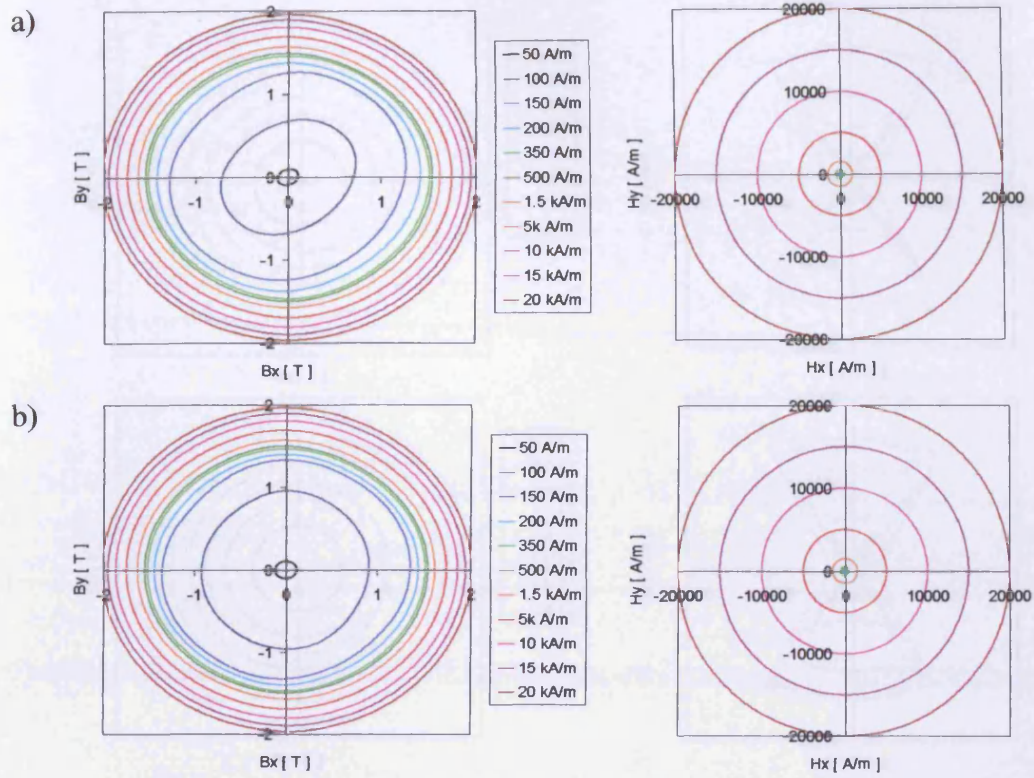 a)
By [ T ]
2
1
0
-1
-2
-2
-1
0
1
2
Bx [ T ]
50 A/m
100 A/m
150 A/m
200 A/m
350 A/m
500 A/m
1.5 kA/m
5k A/m
10 kA/m
15 kA/m
20 kA/m
Hy [ A/m ]
20000
10000
0
-10000
-20000
-20000
-10000
0
10000
20000
Hx [ A/m ]
b)
By [ T ]
2
1
0
-1
-2
-2
-1
0
1
2
Bx [ T ]
50 A/m
100 A/m
150 A/m
200 A/m
350 A/m
500 A/m
1.5 kA/m
5k A/m
10 kA/m
15 kA/m
20 kA/m
Hy [ A/m ]
20000
10000
0
-10000
-20000
-20000
-10000
0
10000
20000
Hx [ A/m ]